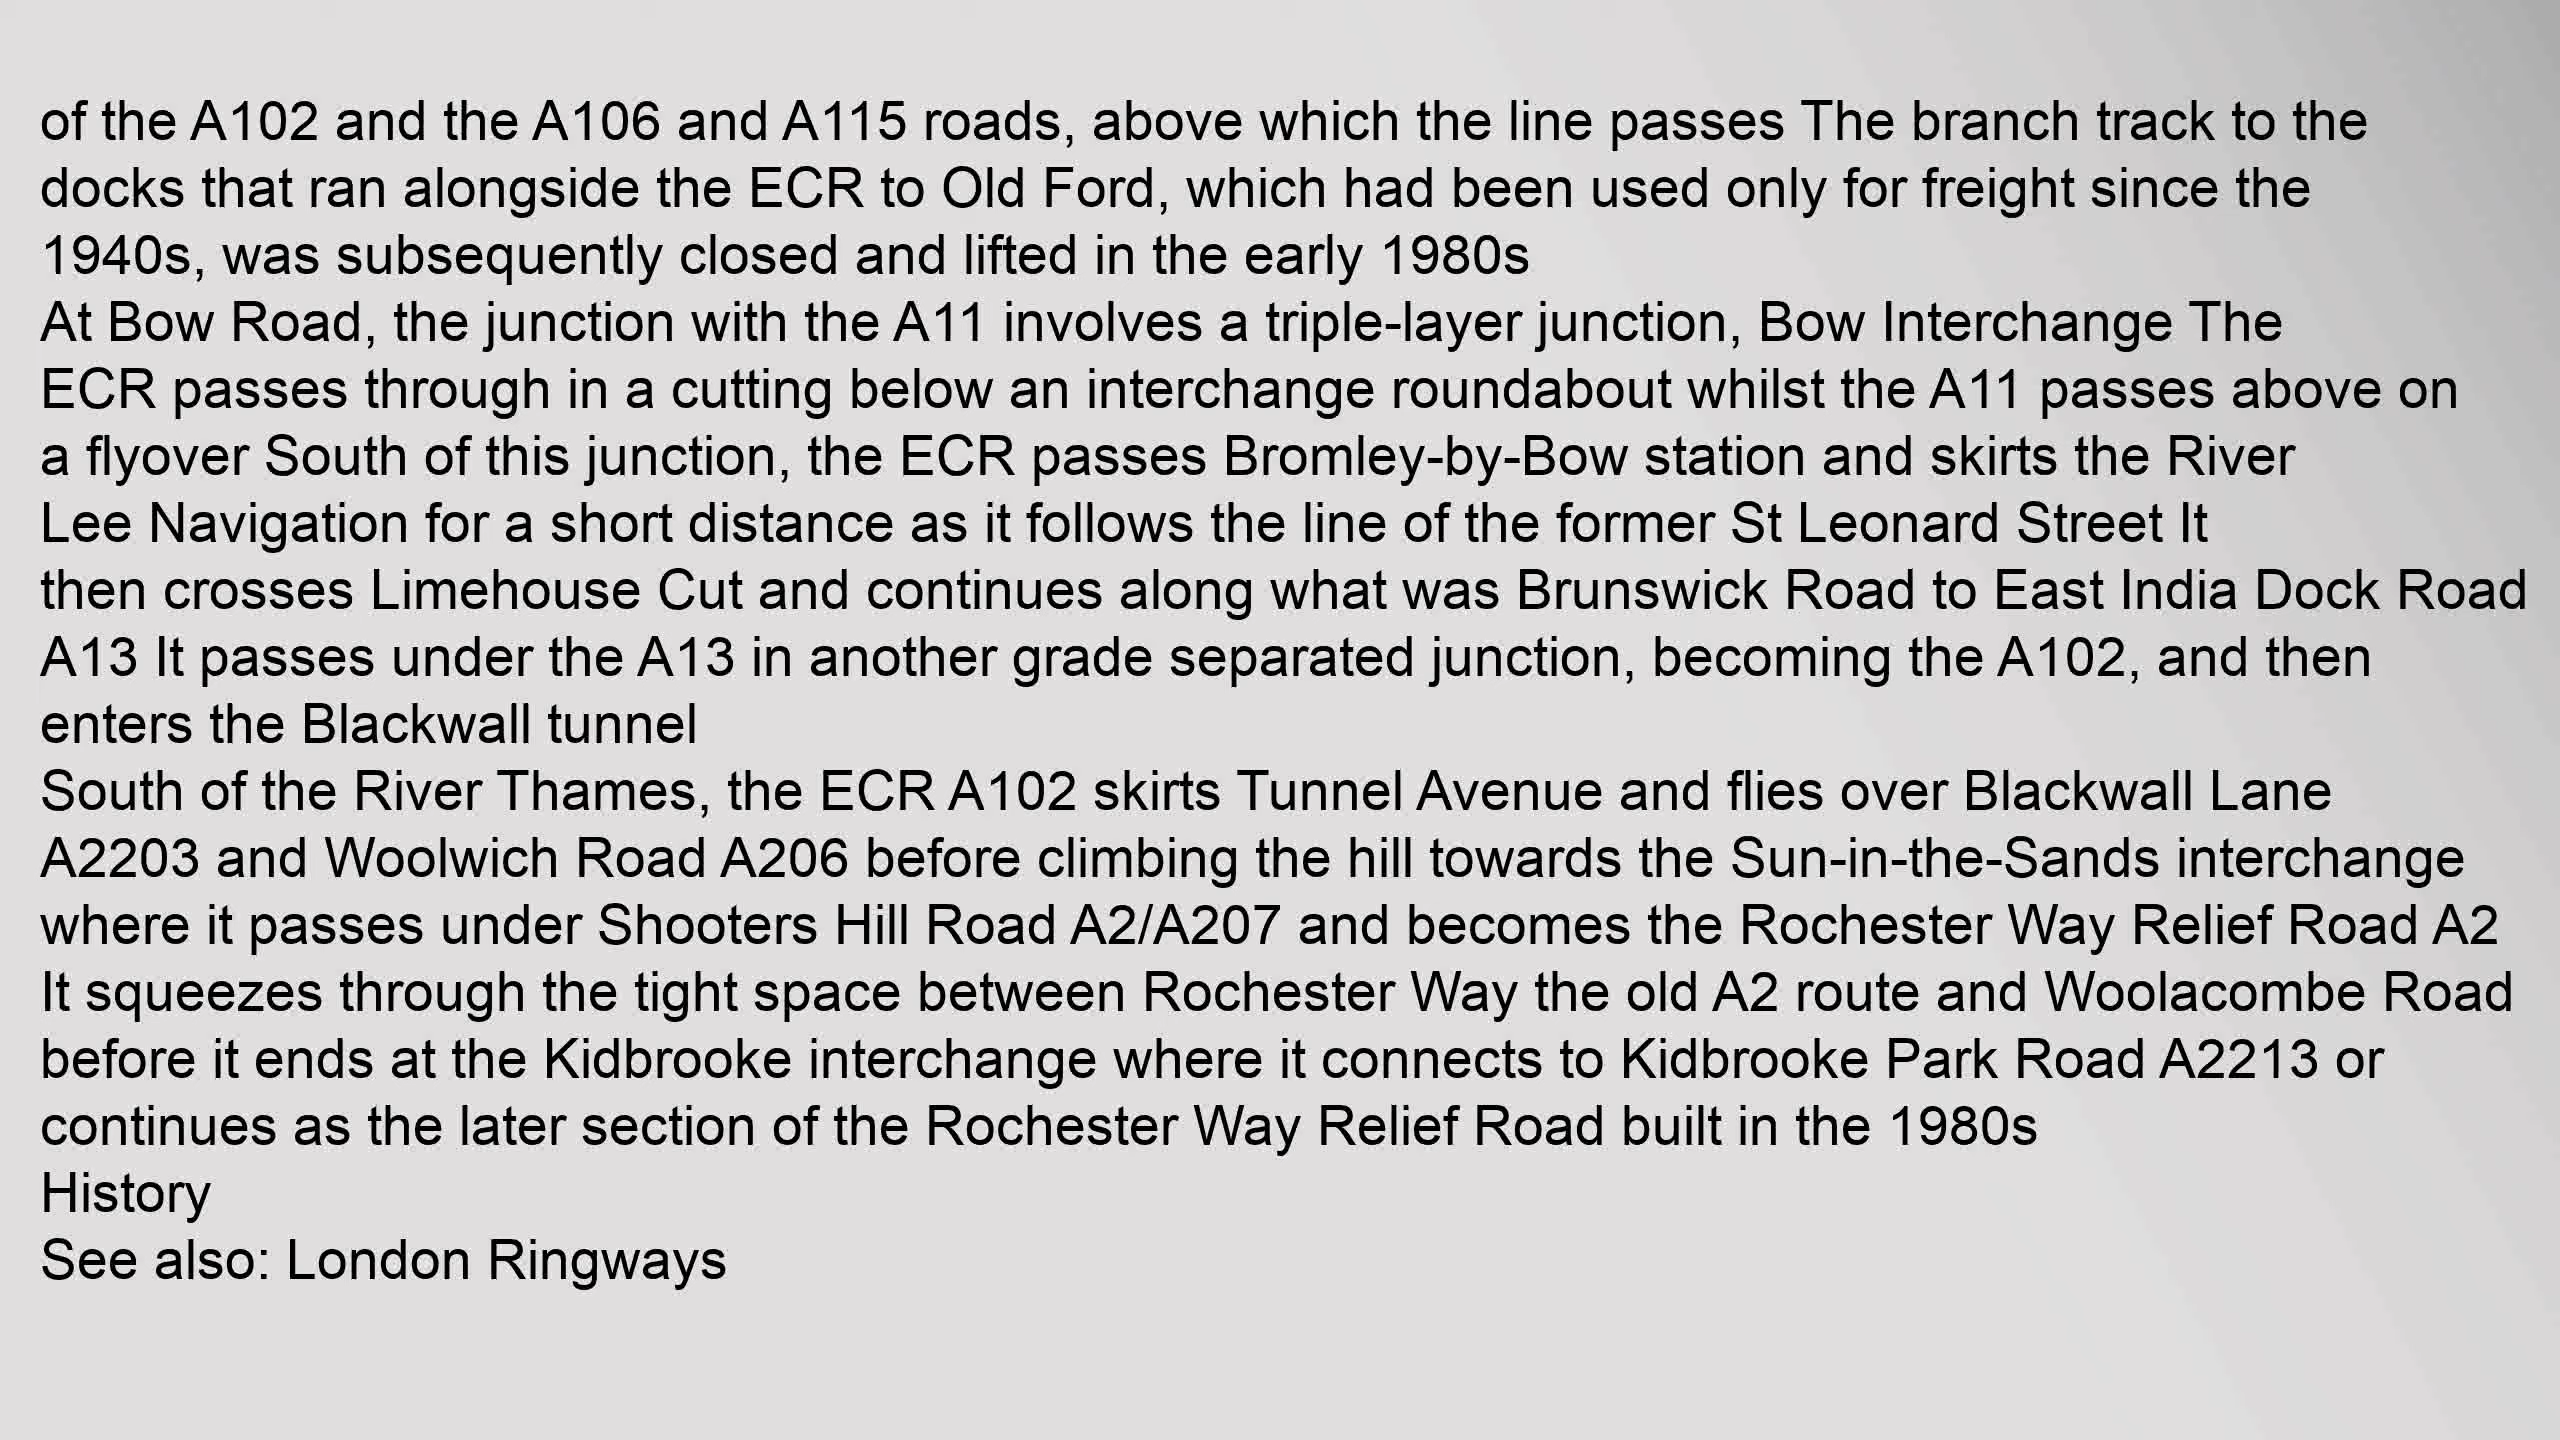 of the A102 and the A106 and A115 roads, above which the line passes The branch track to the
docks that ran alongside the ECR to Old Ford, which had been used only for freight since the
1940s, was subsequently closed and lifted in the early 1980s
At Bow Road, the junction with the A11 involves a triple-layer junction, Bow Interchange The
ECR passes through in a cutting below an interchange roundabout whilst the A11 passes above on
a flyover South of this junction, the ECR passes Bromley-by-Bow station and skirts the River
Lee Navigation for a short distance as it follows the line of the former St Leonard Street It
then crosses Limehouse Cut and continues along what was Brunswick Road to East India Dock Road
A13 It passes under the A13 in another grade separated junction, becoming the A102, and then
enters the Blackwall tunnel
South of the River Thames, the ECR A102 skirts Tunnel Avenue and flies over Blackwall Lane
A2203 and Woolwich Road A206 before climbing the hill towards the Sun-in-the-Sands interchange
where it passes under Shooters Hill Road A2/A207 and becomes the Rochester Way Relief Road A2
It squeezes through the tight space between Rochester Way the old A2 route and Woolacombe Road
before it ends at the Kidbrooke interchange where it connects to Kidbrooke Park Road A2213 or
continues as the later section of the Rochester Way Relief Road built in the 1980s
History
See also: London Ringways